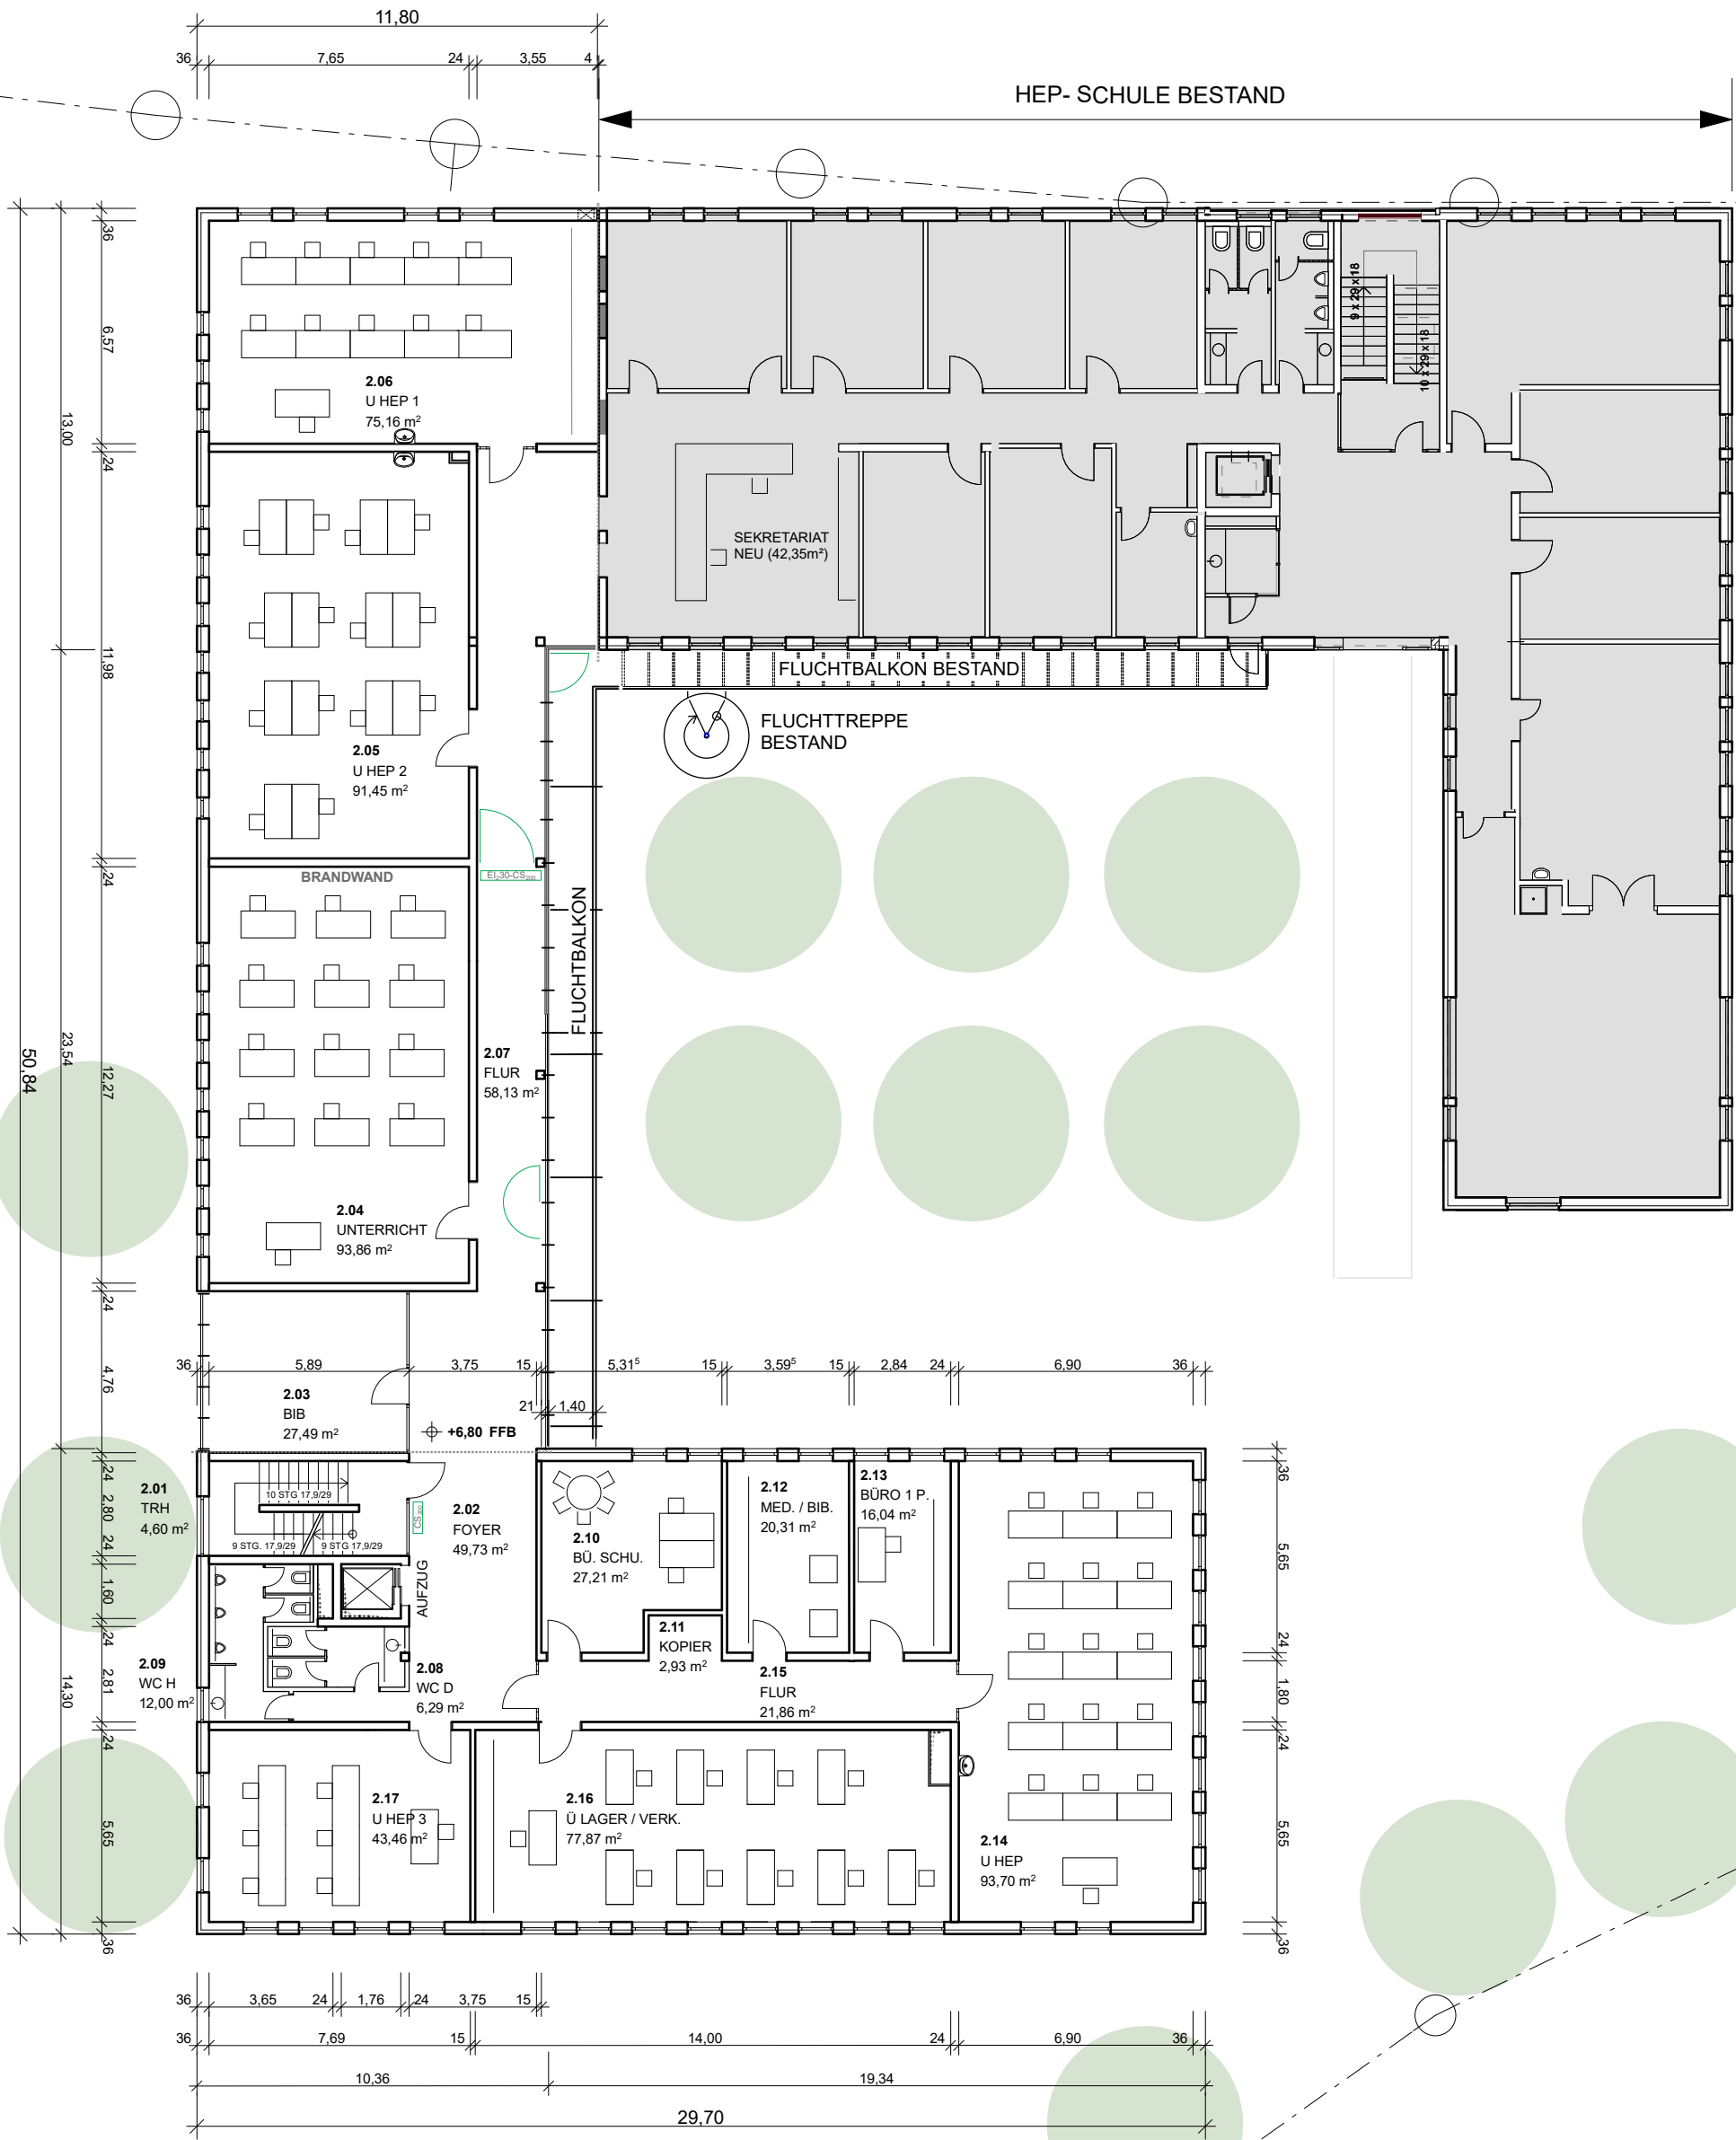 11,80
36 7,65 24 3,55 4
HEP- SCHULE BESTAND
36
6,57
24
11,98
24
12,27
24
4,76
24
2,80
24
1,60
24
2,81
24
5,65
36
13,00
23,54
14,30
50,84
2.06
U HEP 1
75,16 m²
9 x 29 x 18
10 x 29 x 18
SEKRETARIAT
NEU (42,35m²)
FLUCHTBALKON BESTAND
FLUCHTTREPPE
BESTAND
2.05
U HEP 2
91,45 m²
EI₂30-CS₂₀₀
BRANDWAND
FLUCHTBALKON
2.07
FLUR
58,13 m²
2.04
UNTERRICHT
93,86 m²
36 5,89 3,75 15 5,31⁵ 15 3,59⁵ 15 2,84 24 6,90 36
21 1,40
2.03
BIB
27,49 m²
+6,80 FFB
2.01
TRH
4,60 m²
10 STG 17,9/29
9 STG. 17,9/29
9 STG 17,9/29
CS 200
2.02
FOYER
49,73 m²
AUFZUG
2.10
BÜ. SCHU.
27,21 m²
2.12
MED. / BIB.
20,31 m²
2.13
BÜRO 1 P.
16,04 m²
2.11
KOPIER
2,93 m²
2.09
WC H
12,00 m²
2.08
WC D
6,29 m²
2.15
FLUR
21,86 m²
36
5,65
24
1,80
24
5,65
36
2.17
U HEP 3
43,46 m²
2.16
Ü LAGER / VERK.
77,87 m²
2.14
U HEP
93,70 m²
36 3,65 24 1,76 24 3,75 15
36 7,69 15 14,00 24 6,90 36
10,36 19,34
29,70